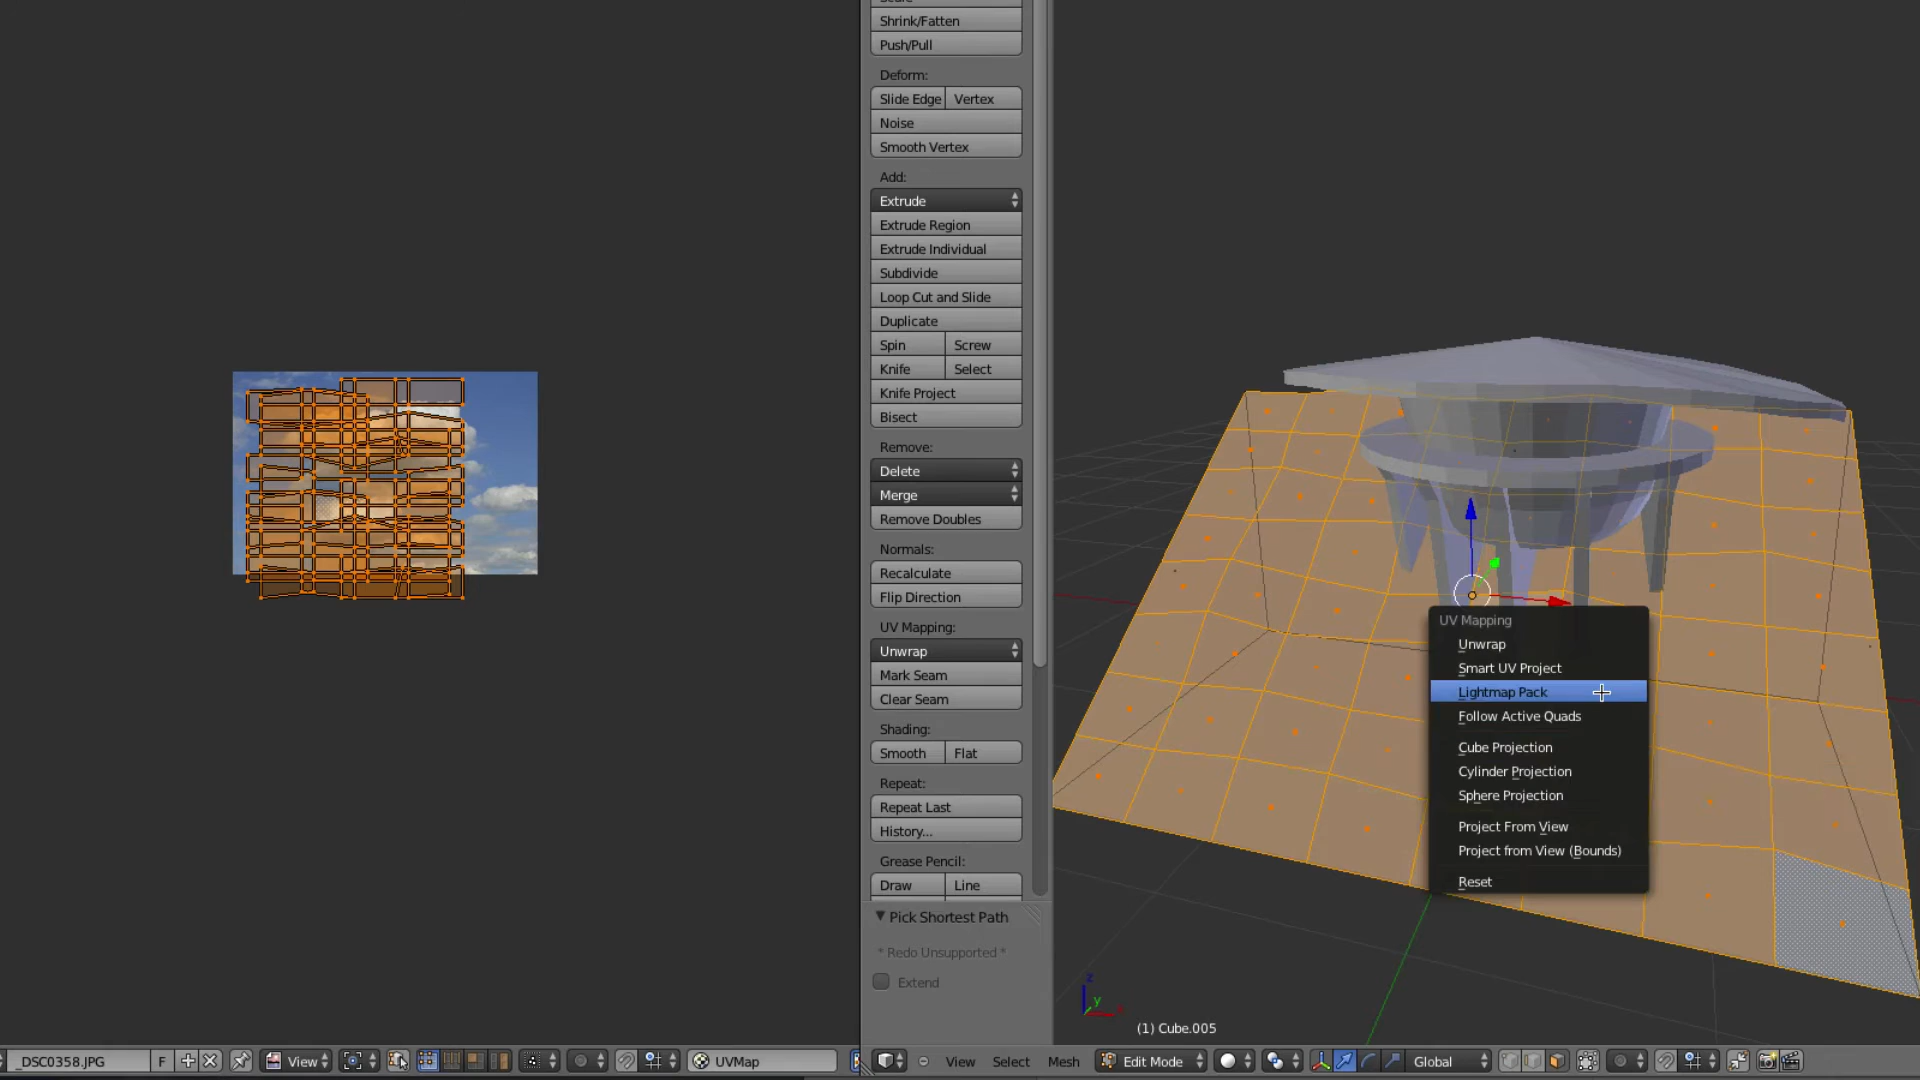 Scale
Shrink/Fatten
Push/Pull
Deform:
Slide Edge Vertex
Noise
Smooth Vertex
Add:
Extrude
Extrude Region
Extrude Individual
Subdivide
Loop Cut and Slide
Duplicate
Spin Screw
Knife Select
Knife Project
Bisect
Remove:
Delete
Merge
Remove Doubles
Normals:
Recalculate
Flip Direction
UV Mapping:
Unwrap
Mark Seam
Clear Seam
Shading:
Smooth Flat
Repeat:
Repeat Last
History...
Grease Pencil:
Draw Line
Pick Shortest Path
* Redo Unsupported *
Extend
UV Mapping
Unwrap
Smart UV Project
Lightmap Pack
Follow Active Quads
Cube Projection
Cylinder Projection
Sphere Projection
Project From View
Project from View (Bounds)
Reset
z
y
(1) Cube.005
_DSC0358.JPG F View UVMap
View Select Mesh Edit Mode Global